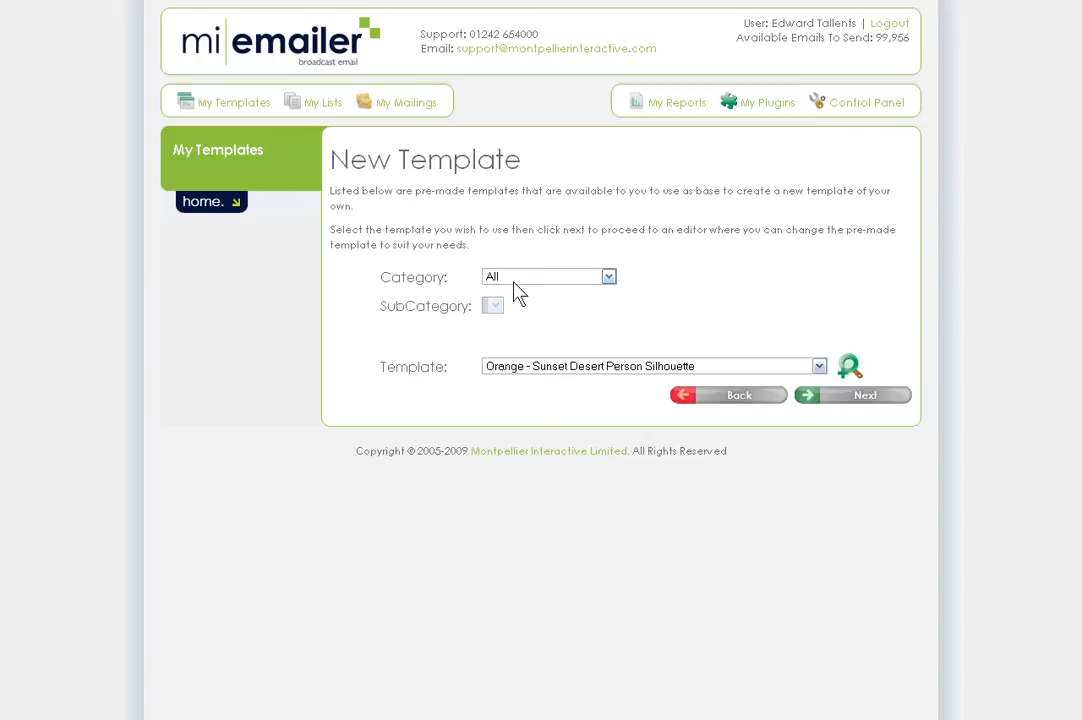 mi emailer
broadcast email
Support: 01242 654000
Email: support@montpellierinteractive.com
User: Edward Tallents | Logout
Available Emails To Send: 99,956
My Templates My Lists My Mailings
My Reports My Plugins Control Panel
My Templates
home.
New Template
Listed below are pre-made templates that are available to you to use as base to create a new template of your
own.
Select the template you wish to use then click next to proceed to an editor where you can change the pre-made
template to suit your needs.
Category: All
SubCategory:
Template: Orange - Sunset Desert Person Silhouette
Back Next
Copyright © 2005-2009 Montpellier Interactive Limited. All Rights Reserved